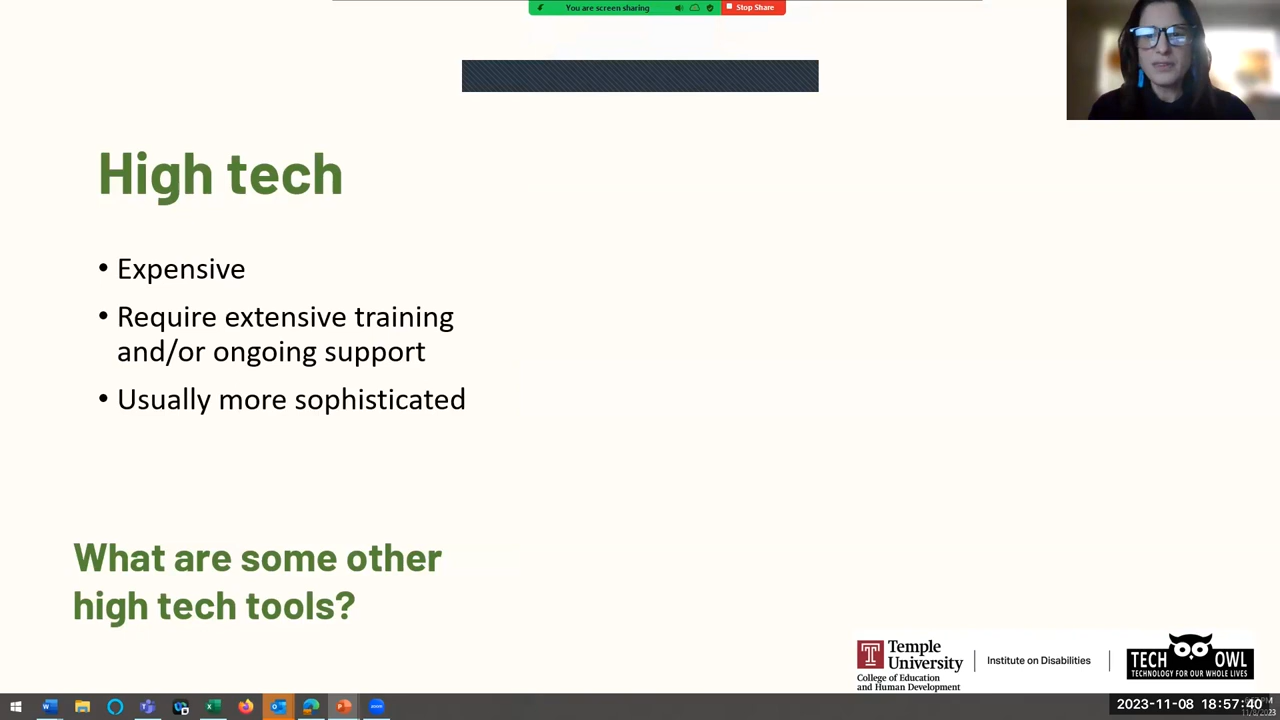 You are screen sharing
Stop Share
High tech
• Expensive
• Require extensive training
and/or ongoing support
• Usually more sophisticated
What are some other
high tech tools?
Temple
University
College of Education
and Human Development
Institute on Disabilities
TECH OWL
TECHNOLOGY FOR OUR WHOLE LIVES
2023-11-08 18:57:40